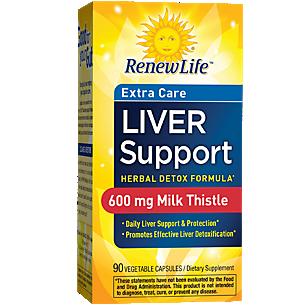 RenewLife™
Extra Care
LIVER
Support
HERBAL DETOX FORMULA*
600 mg Milk Thistle
• Daily Liver Support & Protection*
• Promotes Effective Liver Detoxification*
90 VEGETABLE CAPSULES / Dietary Supplement
*These statements have not been evaluated by the Food
and Drug Administration. This product is not intended
to diagnose, treat, cure, or prevent any disease.